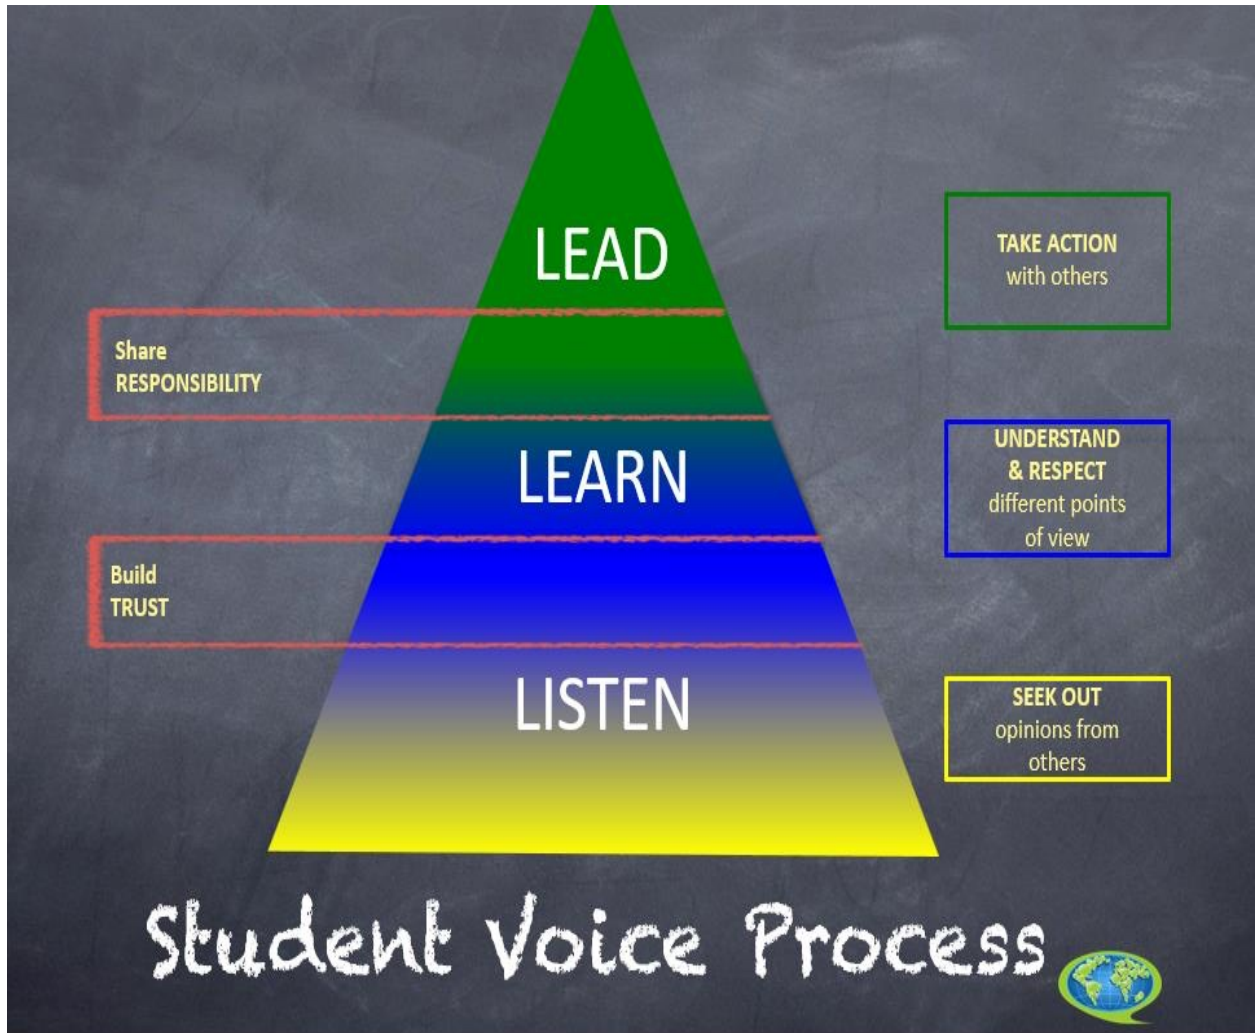 LEAD
TAKE ACTION
with others
Share
RESPONSIBILITY
LEARN
UNDERSTAND
& RESPECT
different points
of view
Build
TRUST
LISTEN
SEEK OUT
opinions from
others
Student Voice Process